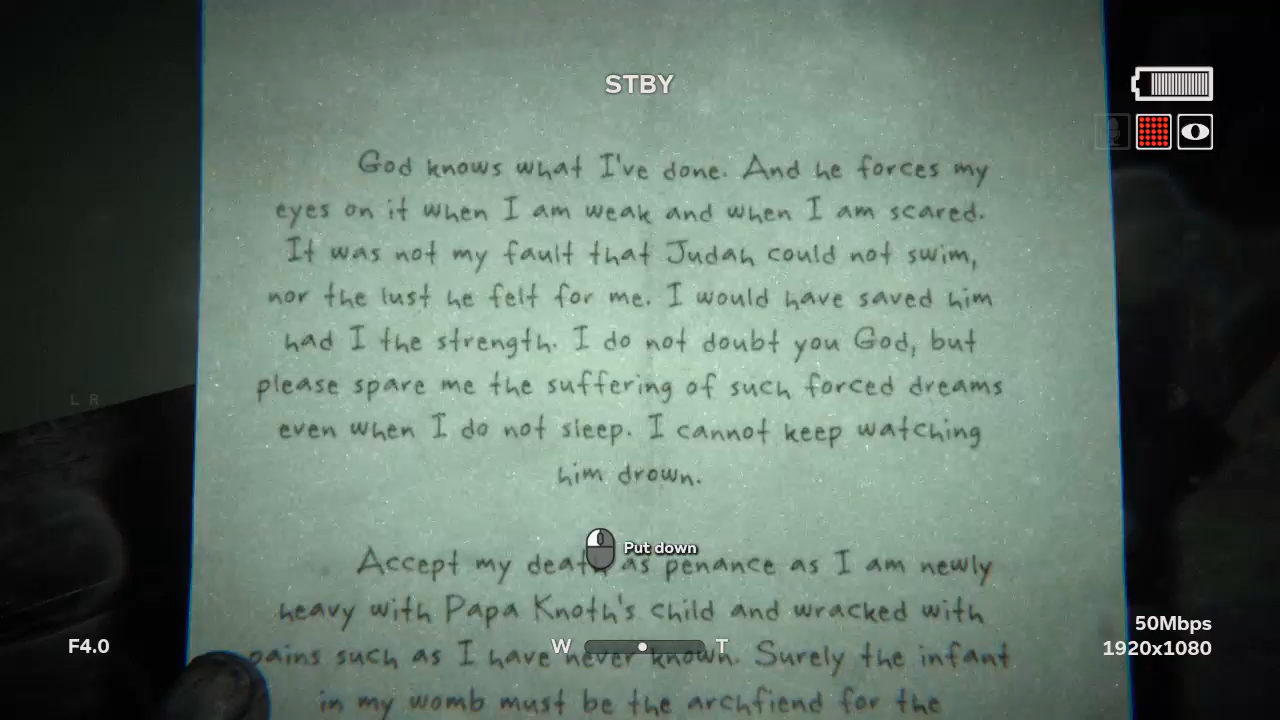 STBY
God knows what I've done. And he forces my
eyes on it when I am weak and when I am scared.
It was not my fault that Judah could not swim,
nor the lust he felt for me. I would have saved him
had I the strength. I do not doubt you God, but
please spare me the suffering of such forced dreams
L R
even when I do not sleep. I cannot keep watching
him drown.
Put down
Accept my death as penance as I am newly
heavy with Papa Knoth's child and wracked with
50Mbps
F4.0
W T
1920x1080
pains such as I have never known. Surely the infant
in my womb must be the archfiend for the